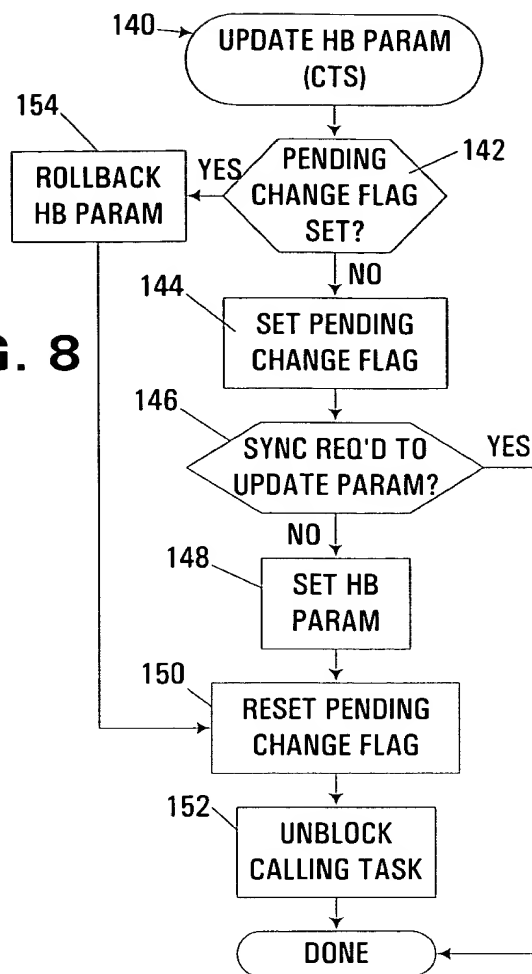 140
UPDATE HB PARAM
(CTS)
154
ROLLBACK
HB PARAM
YES
PENDING
CHANGE FLAG
SET?
142
NO
144
SET PENDING
CHANGE FLAG
G. 8
146
SYNC REQ'D TO
UPDATE PARAM?
YES
NO
148
SET HB
PARAM
150
RESET PENDING
CHANGE FLAG
152
UNBLOCK
CALLING TASK
DONE